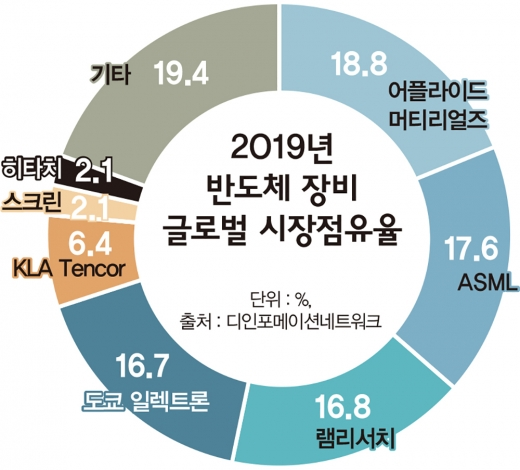 2019년
반도체 장비
글로벌 시장점유율
단위 : %,
출처 : 디인포메이션네트워크
18.8
어플라이드
머티리얼즈
17.6
ASML
16.8
램리서치
16.7
도쿄 일렉트론
6.4
KLA Tencor
스크린 2.1
히타치 2.1
기타 19.4